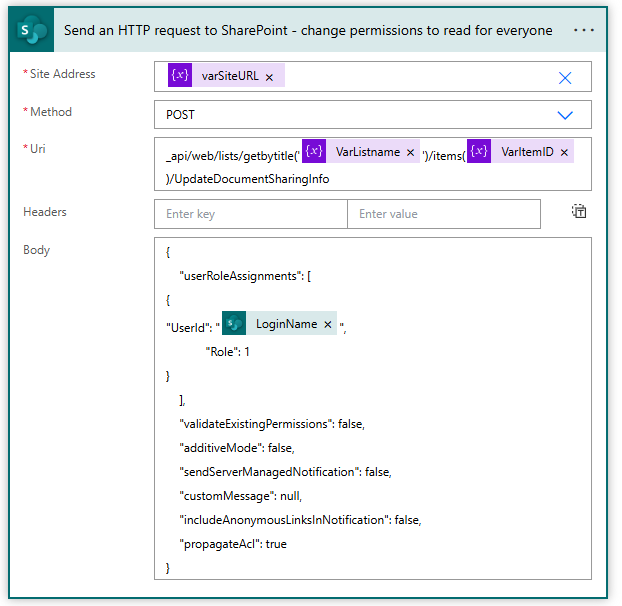 Send an HTTP request to SharePoint - change permissions to read for everyone ...
* Site Address
{x} varSiteURL ×
* Method
POST
* Uri
_api/web/lists/getbytitle(' {x} VarListname × ')/items( {x} VarItemID ×
)/UpdateDocumentSharingInfo
Headers
Enter key
Enter value
Body
{
"userRoleAssignments": [
{
"UserId": " LoginName × ",
"Role": 1
}
],
"validateExistingPermissions": false,
"additiveMode": false,
"sendServerManagedNotification": false,
"customMessage": null,
"includeAnonymousLinksInNotification": false,
"propagateAcl": true
}